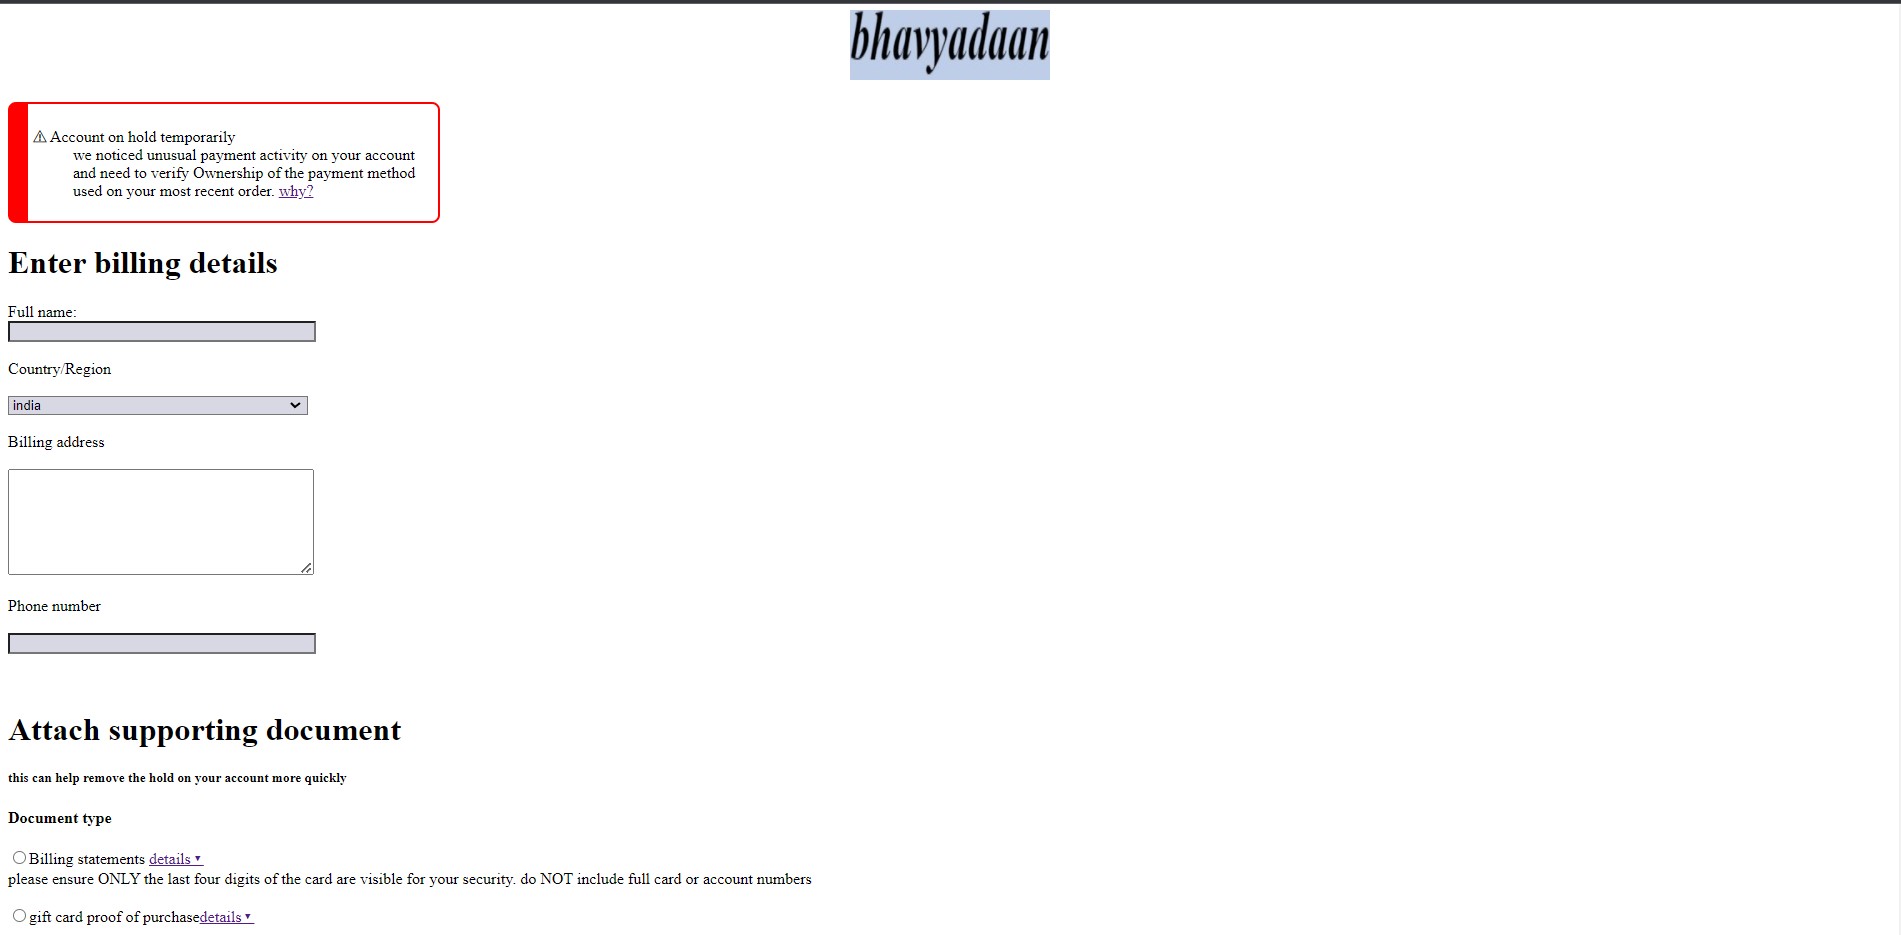 bhavyadaan
⚠ Account on hold temporarily
we noticed unusual payment activity on your account
and need to verify Ownership of the payment method
used on your most recent order. why?
Enter billing details
Full name:
Country/Region
india
Billing address
Phone number
Attach supporting document
this can help remove the hold on your account more quickly
Document type
Billing statements details ▾
please ensure ONLY the last four digits of the card are visible for your security. do NOT include full card or account numbers
gift card proof of purchasedetails ▾